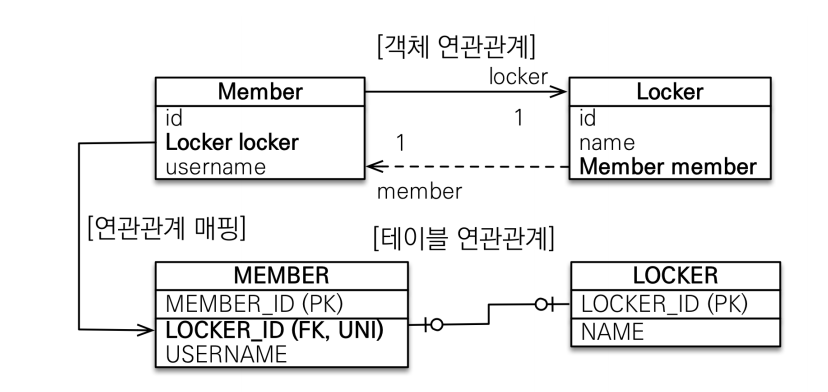 [객체 연관관계]
locker
Member
id
Locker locker
username
1
1
member
Locker
id
name
Member member
[연관관계 매핑]
[테이블 연관관계]
MEMBER
MEMBER_ID (PK)
LOCKER_ID (FK, UNI)
USERNAME
LOCKER
LOCKER_ID (PK)
NAME